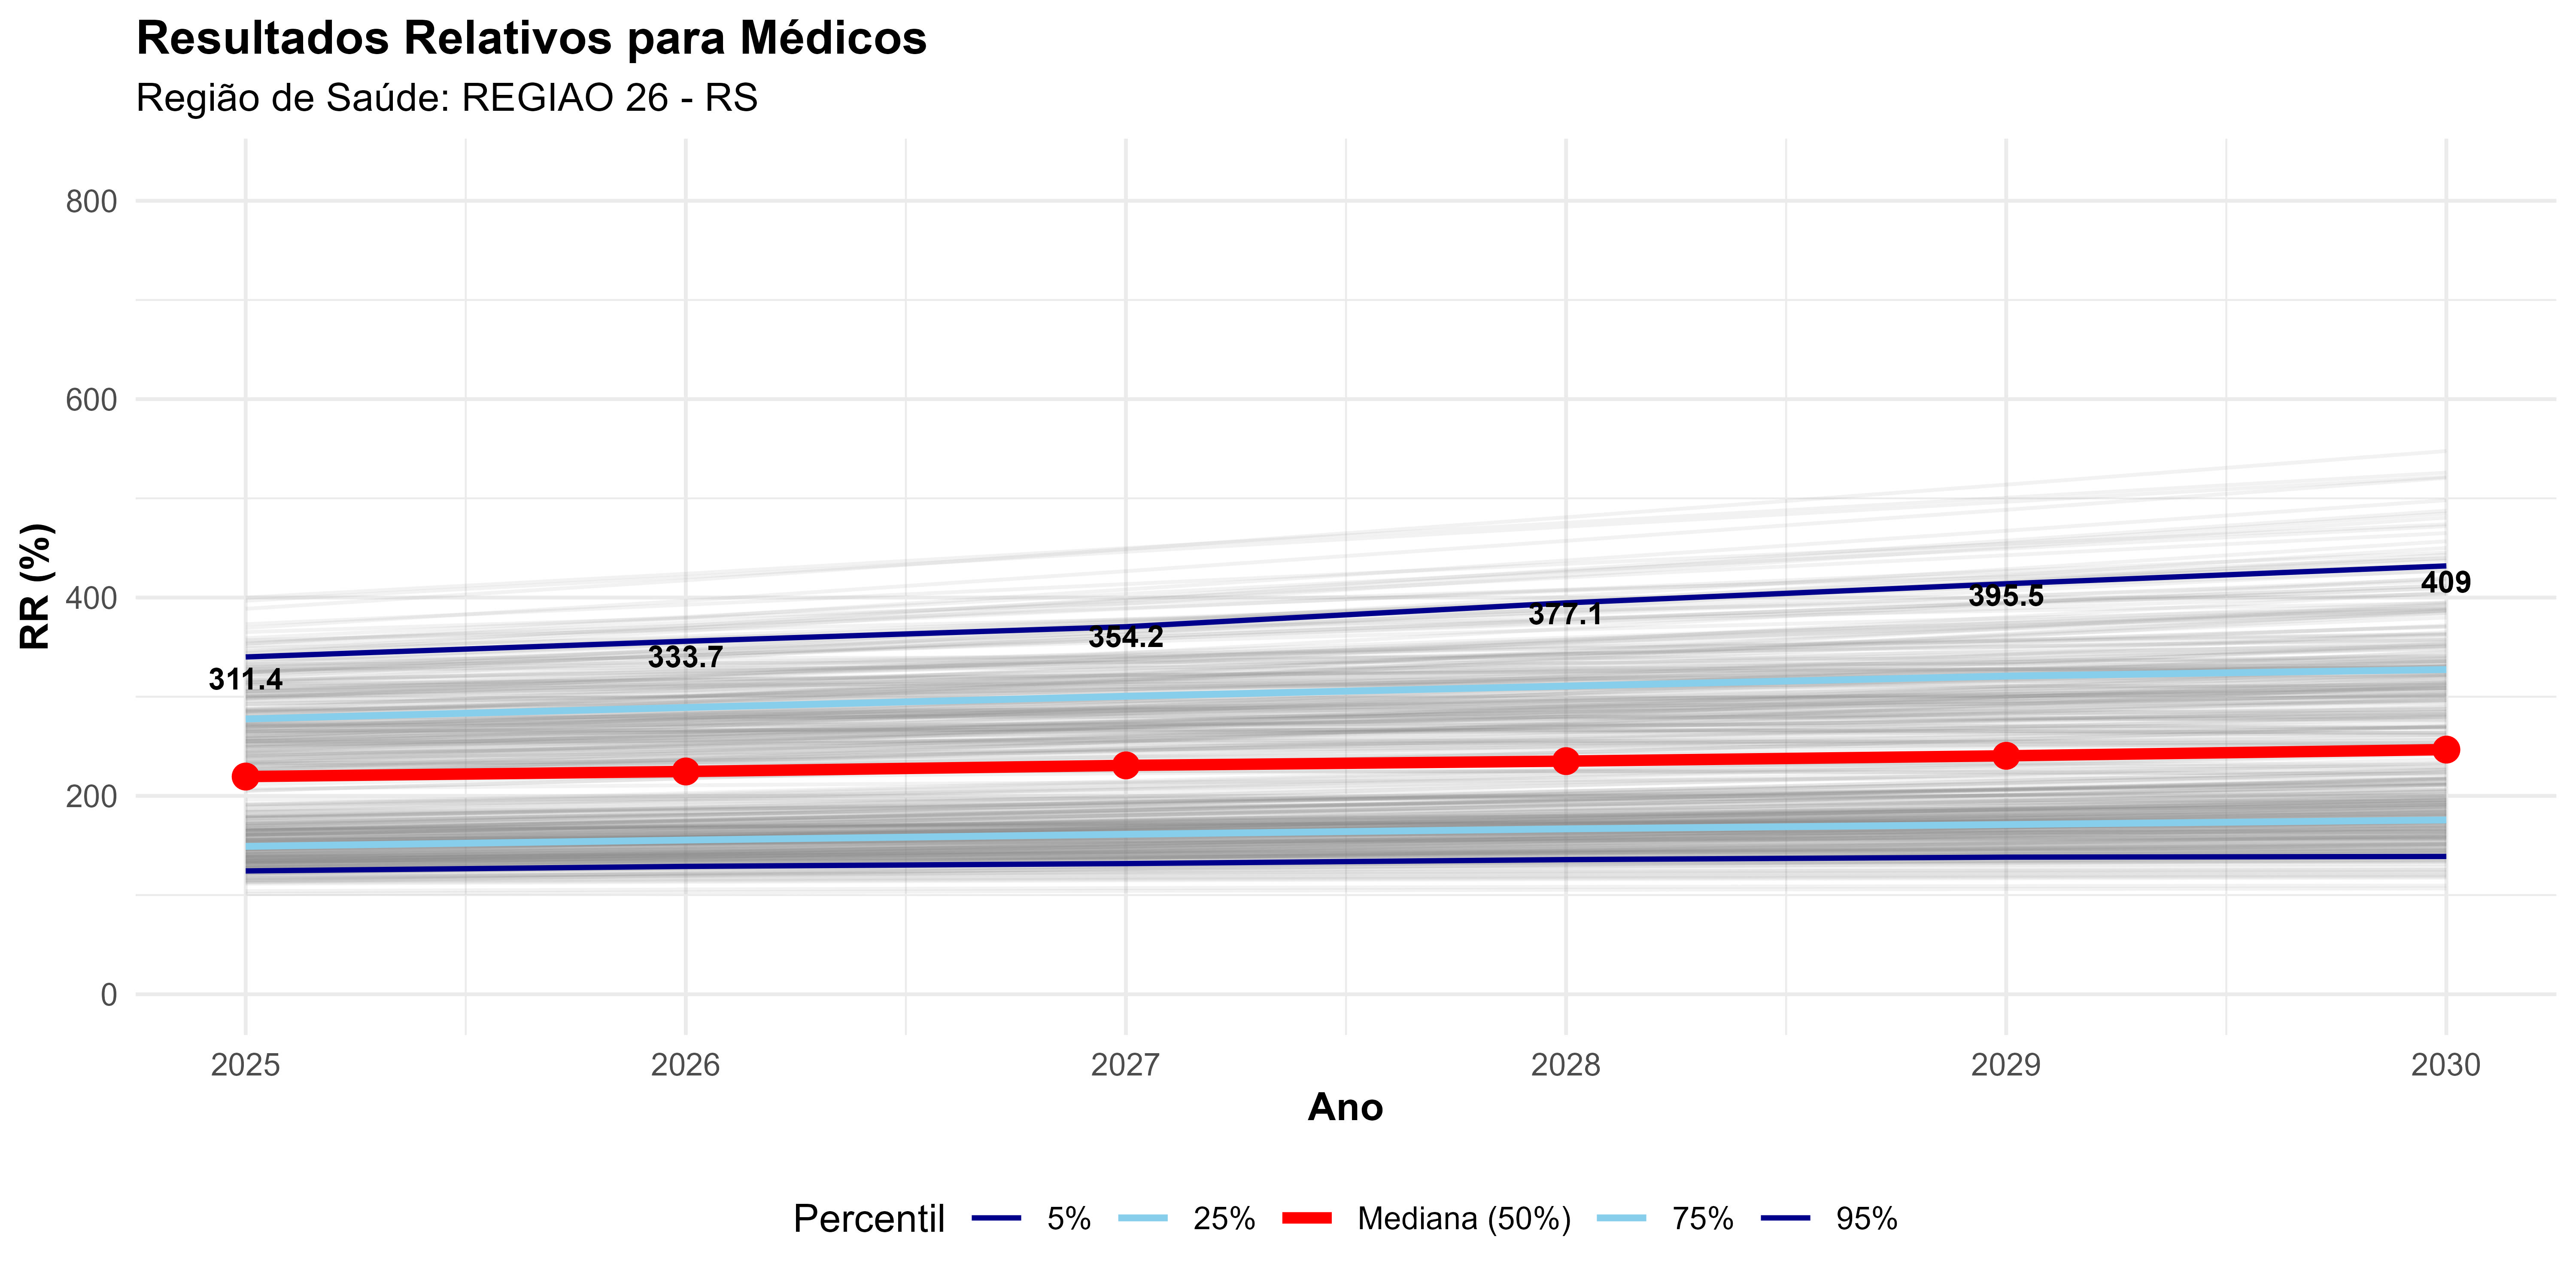 Resultados Relativos para Médicos
Região de Saúde: REGIAO 26 - RS
RR (%)
800
600
400
200
0
311.4
333.7
354.2
377.1
395.5
409
2025 2026 2027 2028 2029 2030
Ano
Percentil 5% 25% Mediana (50%) 75% 95%